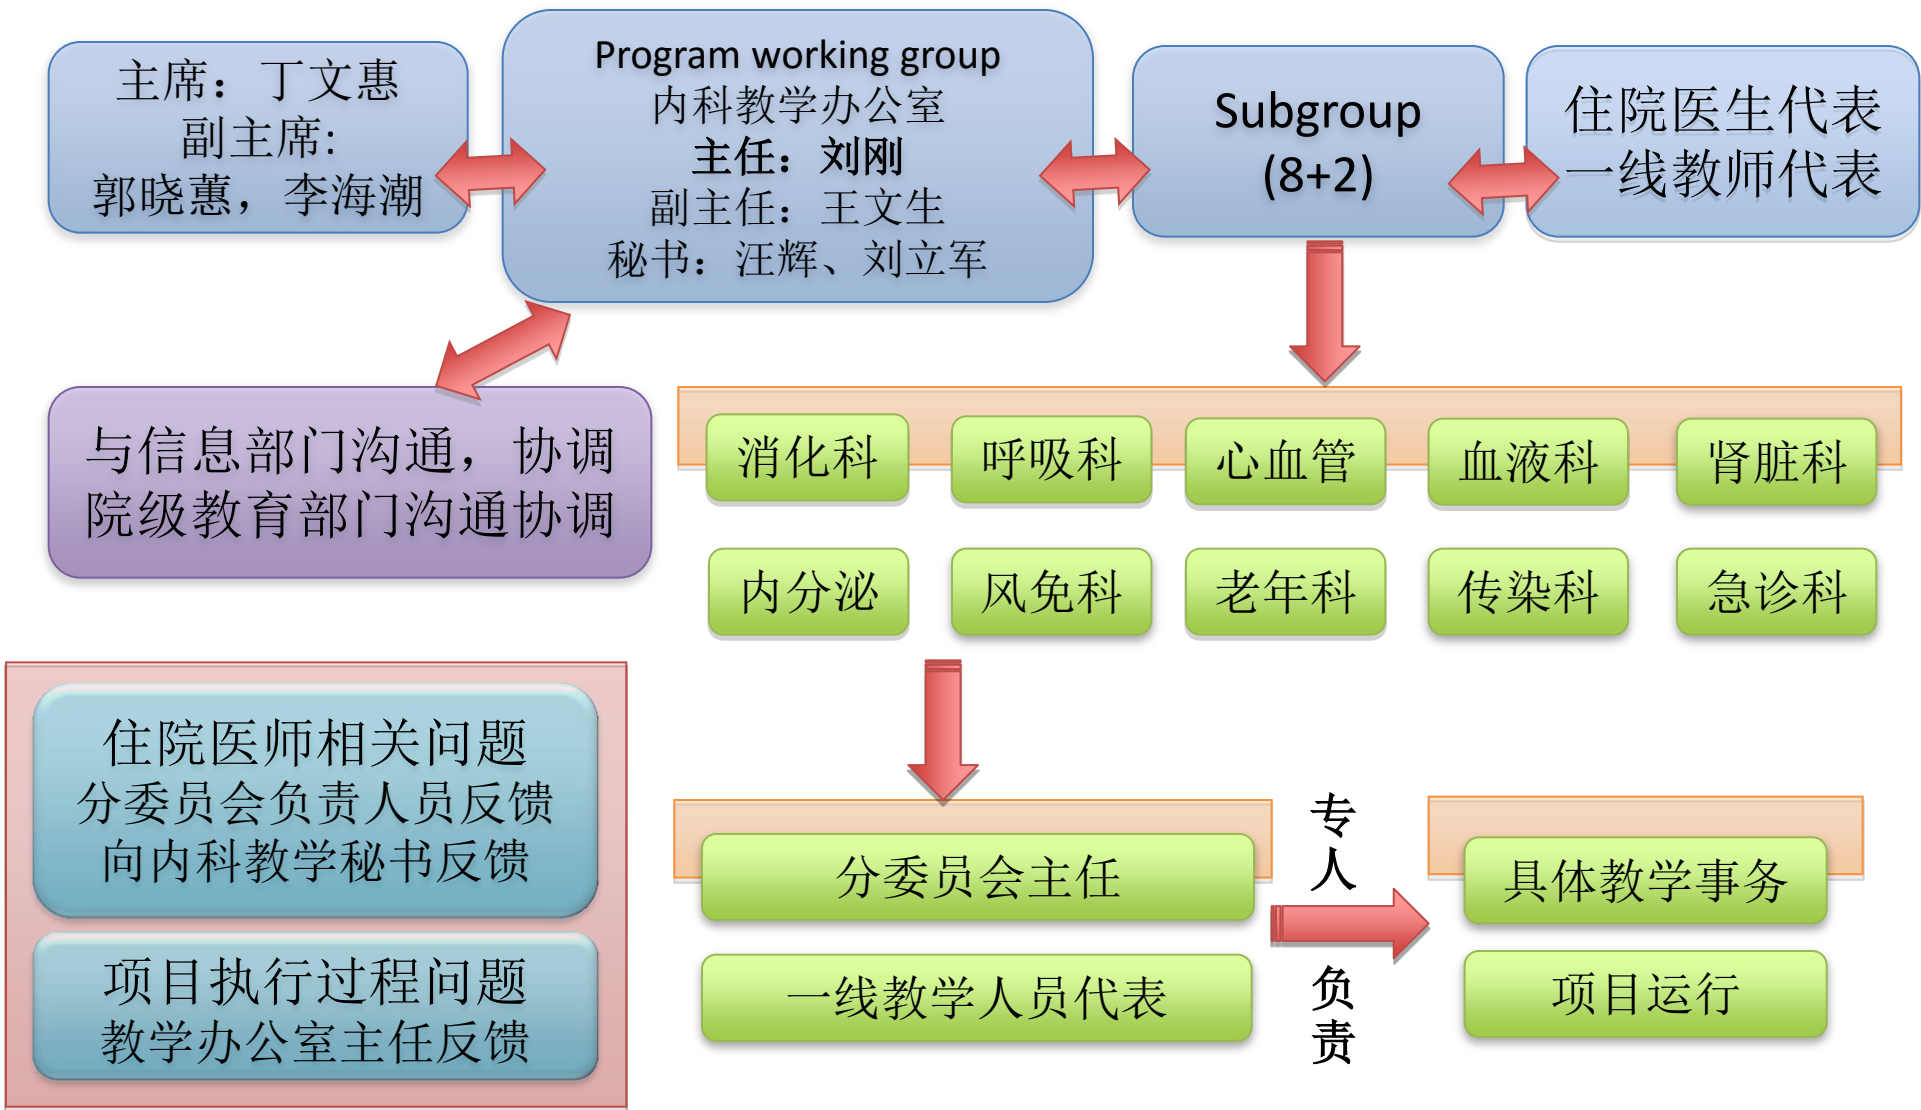 主席：丁文惠
副主席:
郭晓蕙，李海潮
Program working group
内科教学办公室
主任：刘刚
副主任：王文生
秘书：汪辉、刘立军
Subgroup
(8+2)
住院医生代表
一线教师代表
与信息部门沟通，协调
院级教育部门沟通协调
消化科
呼吸科
心血管
血液科
肾脏科
内分泌
风免科
老年科
传染科
急诊科
住院医师相关问题
分委员会负责人员反馈
向内科教学秘书反馈
项目执行过程问题
教学办公室主任反馈
分委员会主任
一线教学人员代表
专人
负责
具体教学事务
项目运行